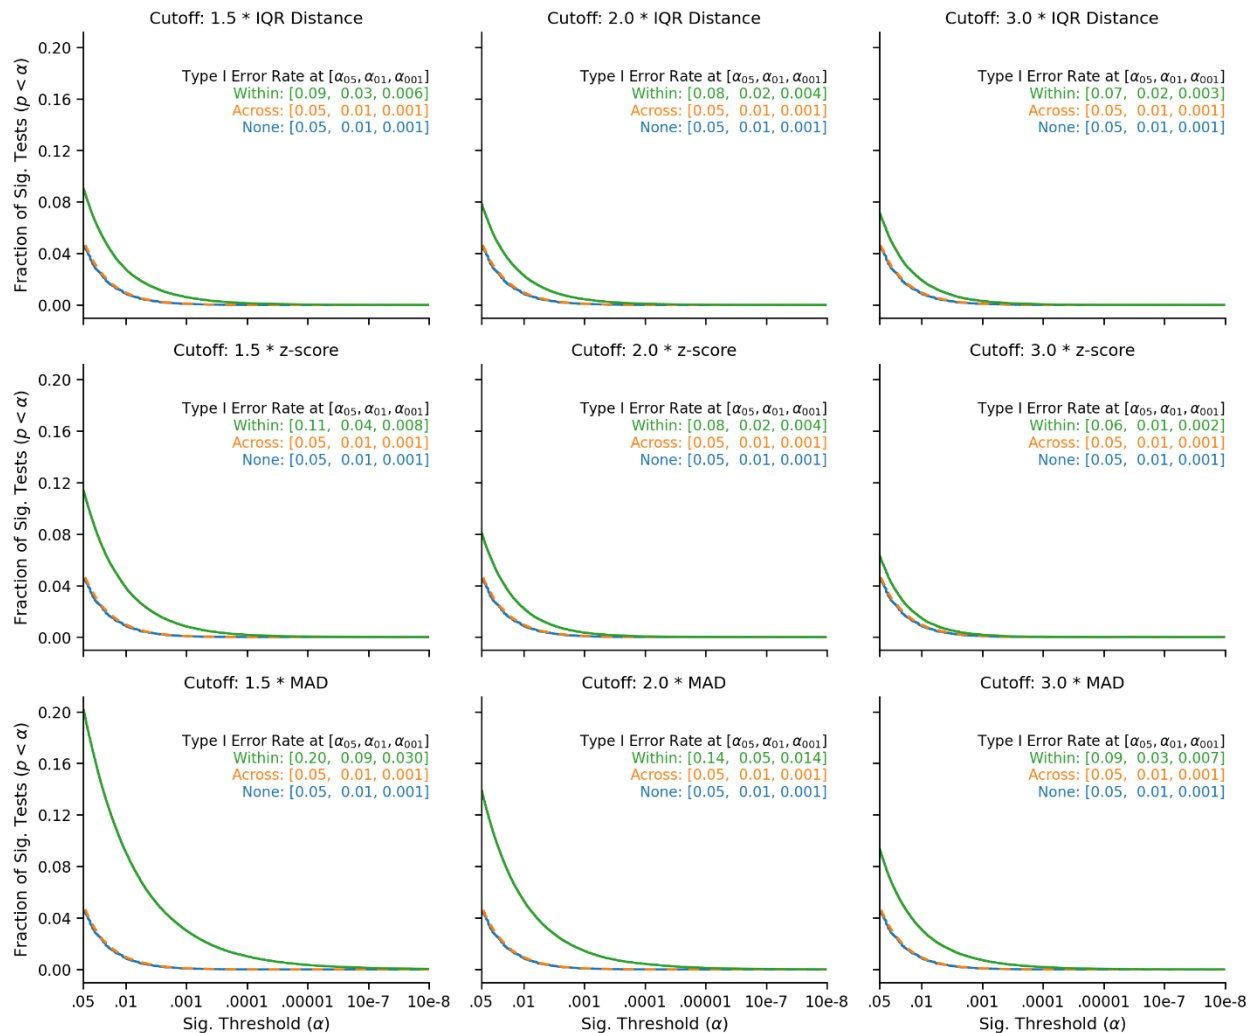 Cutoff: 1.5 * IQR Distance
Cutoff: 2.0 * IQR Distance
Cutoff: 3.0 * IQR Distance
Fraction of Sig. Tests (p < α)
0.20
0.16
0.12
0.08
0.04
0.00
Type I Error Rate at [α05, α01, α001]
Within: [0.09, 0.03, 0.006]
Across: [0.05, 0.01, 0.001]
None: [0.05, 0.01, 0.001]
Type I Error Rate at [α05, α01, α001]
Within: [0.08, 0.02, 0.004]
Across: [0.05, 0.01, 0.001]
None: [0.05, 0.01, 0.001]
Type I Error Rate at [α05, α01, α001]
Within: [0.07, 0.02, 0.003]
Across: [0.05, 0.01, 0.001]
None: [0.05, 0.01, 0.001]
Cutoff: 1.5 * z-score
Cutoff: 2.0 * z-score
Cutoff: 3.0 * z-score
Fraction of Sig. Tests (p < α)
0.20
0.16
0.12
0.08
0.04
0.00
Type I Error Rate at [α05, α01, α001]
Within: [0.11, 0.04, 0.008]
Across: [0.05, 0.01, 0.001]
None: [0.05, 0.01, 0.001]
Type I Error Rate at [α05, α01, α001]
Within: [0.08, 0.02, 0.004]
Across: [0.05, 0.01, 0.001]
None: [0.05, 0.01, 0.001]
Type I Error Rate at [α05, α01, α001]
Within: [0.06, 0.01, 0.002]
Across: [0.05, 0.01, 0.001]
None: [0.05, 0.01, 0.001]
Cutoff: 1.5 * MAD
Cutoff: 2.0 * MAD
Cutoff: 3.0 * MAD
Fraction of Sig. Tests (p < α)
0.20
0.16
0.12
0.08
0.04
0.00
Type I Error Rate at [α05, α01, α001]
Within: [0.20, 0.09, 0.030]
Across: [0.05, 0.01, 0.001]
None: [0.05, 0.01, 0.001]
Type I Error Rate at [α05, α01, α001]
Within: [0.14, 0.05, 0.014]
Across: [0.05, 0.01, 0.001]
None: [0.05, 0.01, 0.001]
Type I Error Rate at [α05, α01, α001]
Within: [0.09, 0.03, 0.007]
Across: [0.05, 0.01, 0.001]
None: [0.05, 0.01, 0.001]
.05 .01 .001 .0001 .00001 10e-7 10e-8
.05 .01 .001 .0001 .00001 10e-7 10e-8
.05 .01 .001 .0001 .00001 10e-7 10e-8
Sig. Threshold (α)
Sig. Threshold (α)
Sig. Threshold (α)